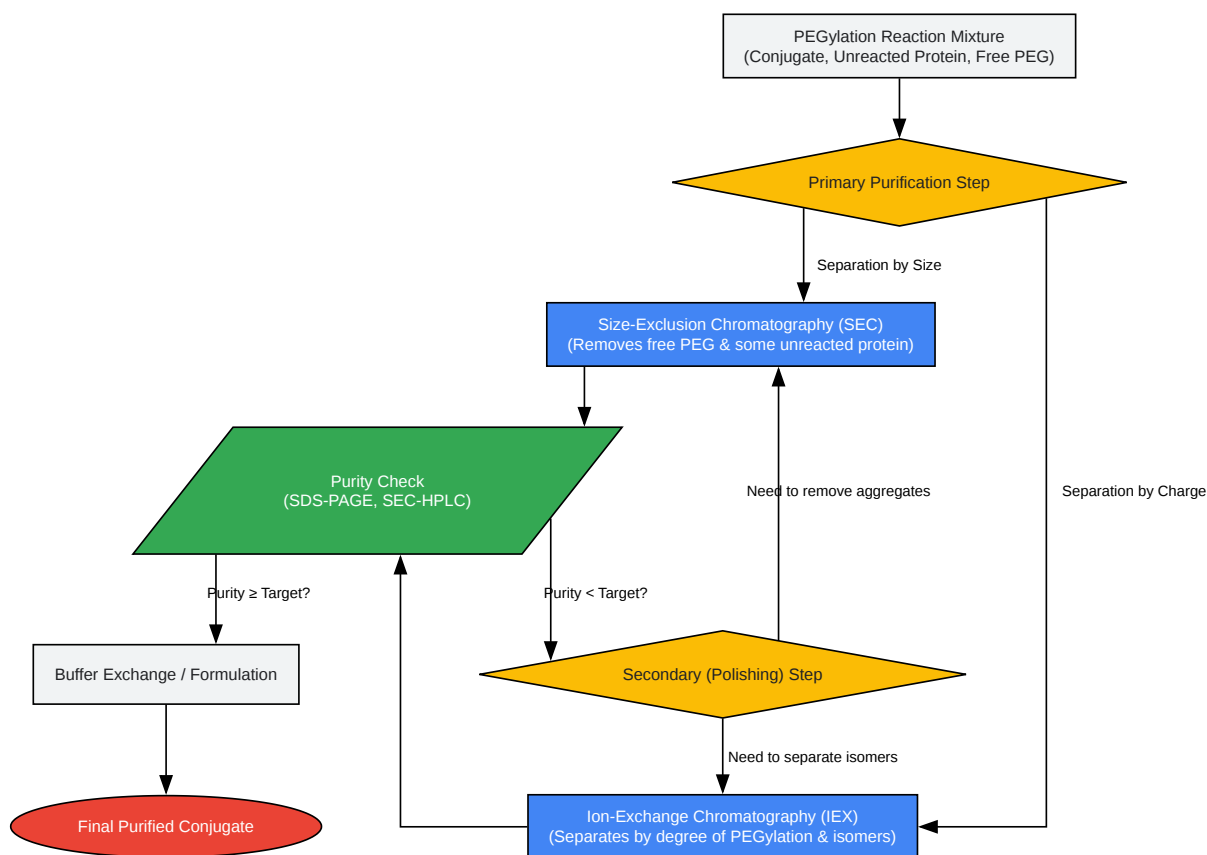 PEGylation Reaction Mixture
(Conjugate, Unreacted Protein, Free PEG)
Primary Purification Step
Separation by Size
Size-Exclusion Chromatography (SEC)
(Removes free PEG & some unreacted protein)
Purity Check
(SDS-PAGE, SEC-HPLC)
Need to remove aggregates
Separation by Charge
Purity ≥ Target?
Purity < Target?
Buffer Exchange / Formulation
Secondary (Polishing) Step
Need to separate isomers
Final Purified Conjugate
Ion-Exchange Chromatography (IEX)
(Separates by degree of PEGylation & isomers)